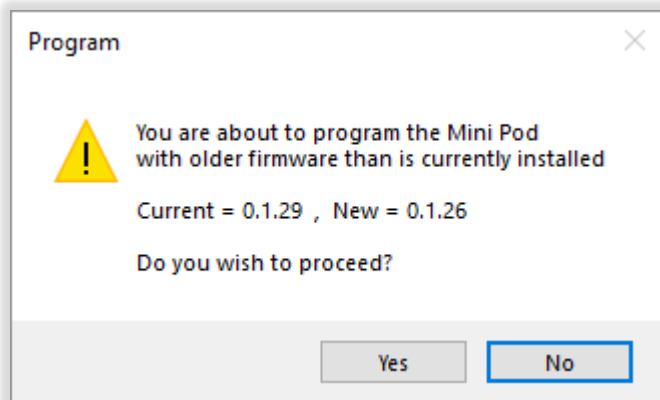 Program
You are about to program the Mini Pod
with older firmware than is currently installed
Current = 0.1.29 , New = 0.1.26
Do you wish to proceed?
Yes
No